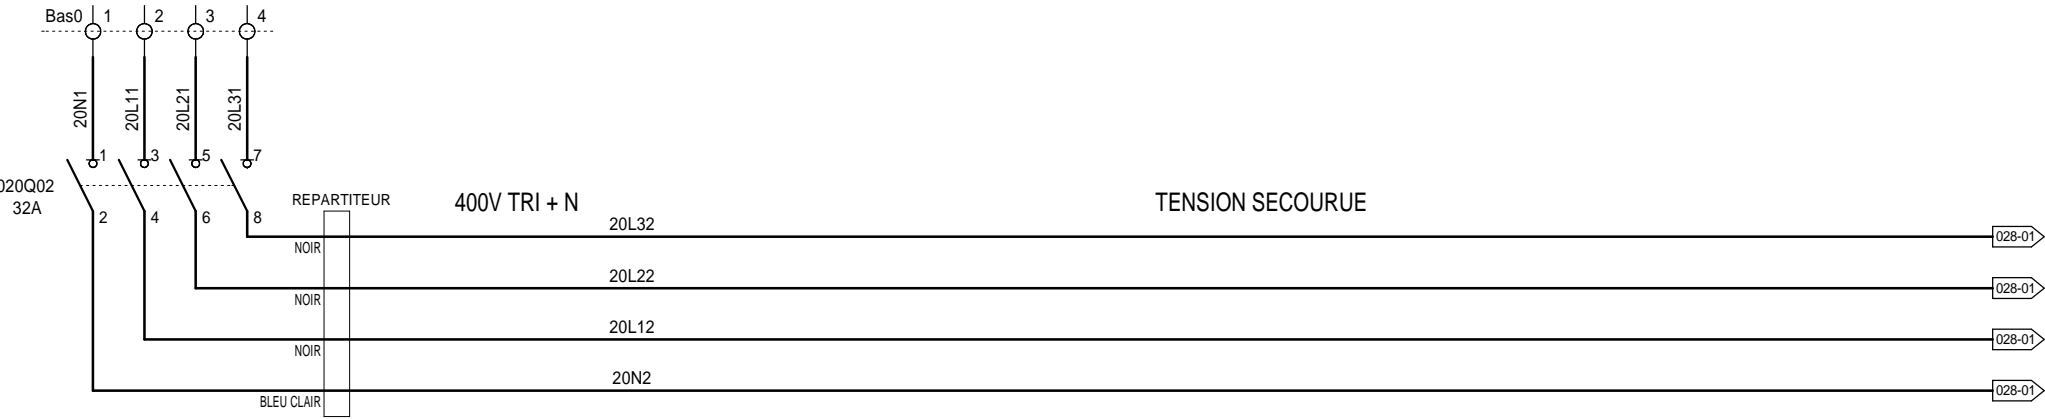 Bas0 1 2 3 4
20N1 20L11 20L21 20L31
1 3 5 7
020Q02
32A
2 4 6 8
REPARTITEUR
400V TRI + N
TENSION SECOURUE
20L32
NOIR
028-01
20L22
NOIR
028-01
20L12
NOIR
028-01
20N2
BLEU CLAIR
028-01